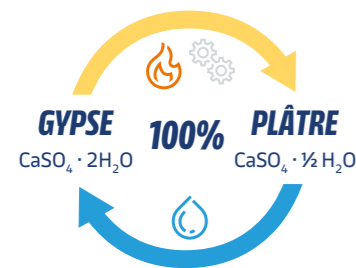 GYPSE
CaSO₄ · 2H₂O
100%
PLÂTRE
CaSO₄ · ½ H₂O